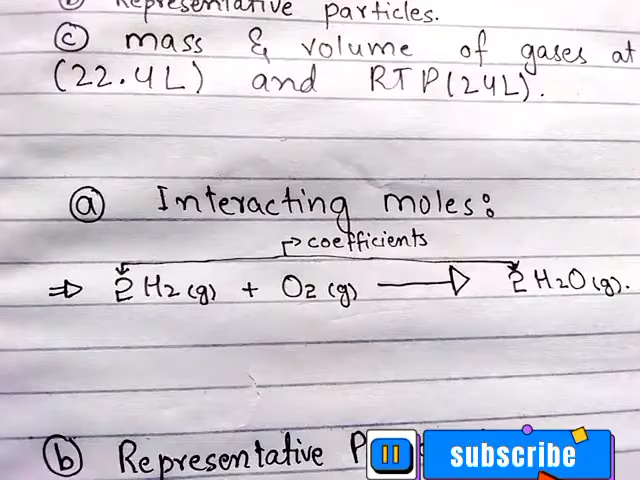 (b) Representative particles.
(c) mass & volume of gases at
(22.4L) and RTP(24L).
(a) Interacting moles:
coefficients
⇒ 2H2(g) + O2(g) ⟶ 2H2O(g).
(b) Representative
subscribe